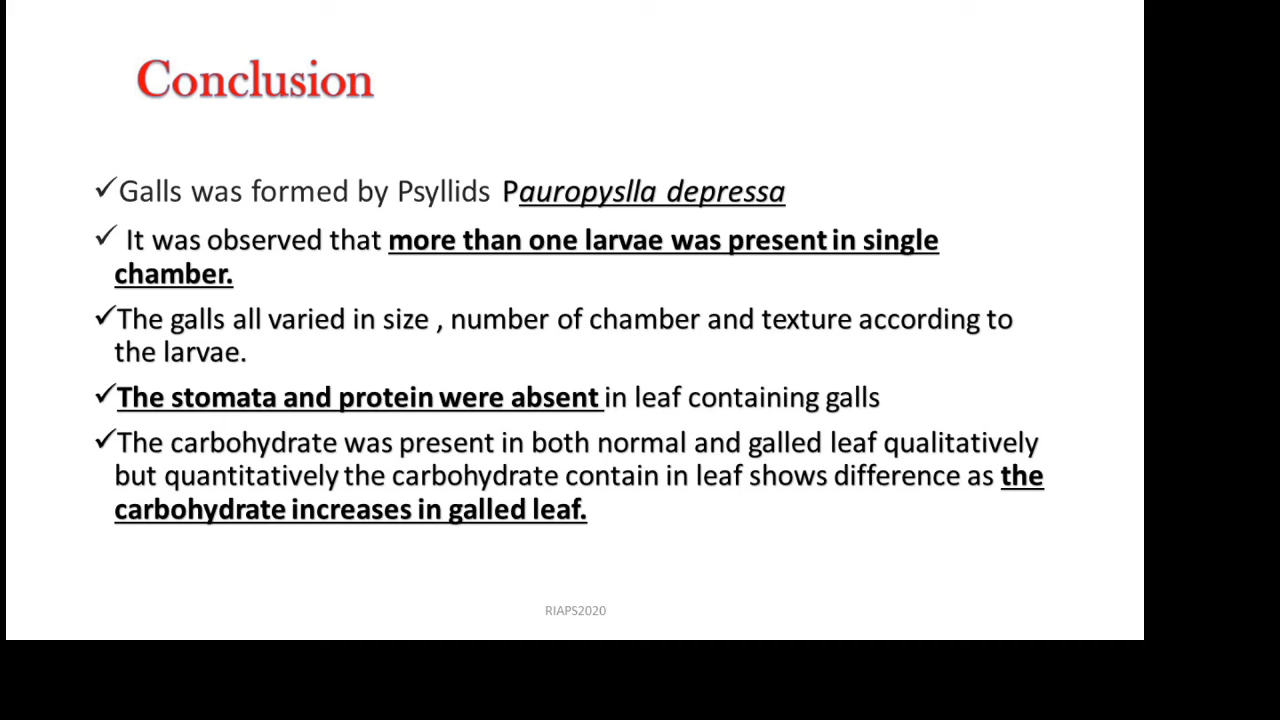 Conclusion
✓Galls was formed by Psyllids Pauropyslla depressa
✓ It was observed that more than one larvae was present in single
chamber.
✓The galls all varied in size , number of chamber and texture according to
the larvae.
✓The stomata and protein were absent in leaf containing galls
✓The carbohydrate was present in both normal and galled leaf qualitatively
but quantitatively the carbohydrate contain in leaf shows difference as the
carbohydrate increases in galled leaf.
RIAPS2020